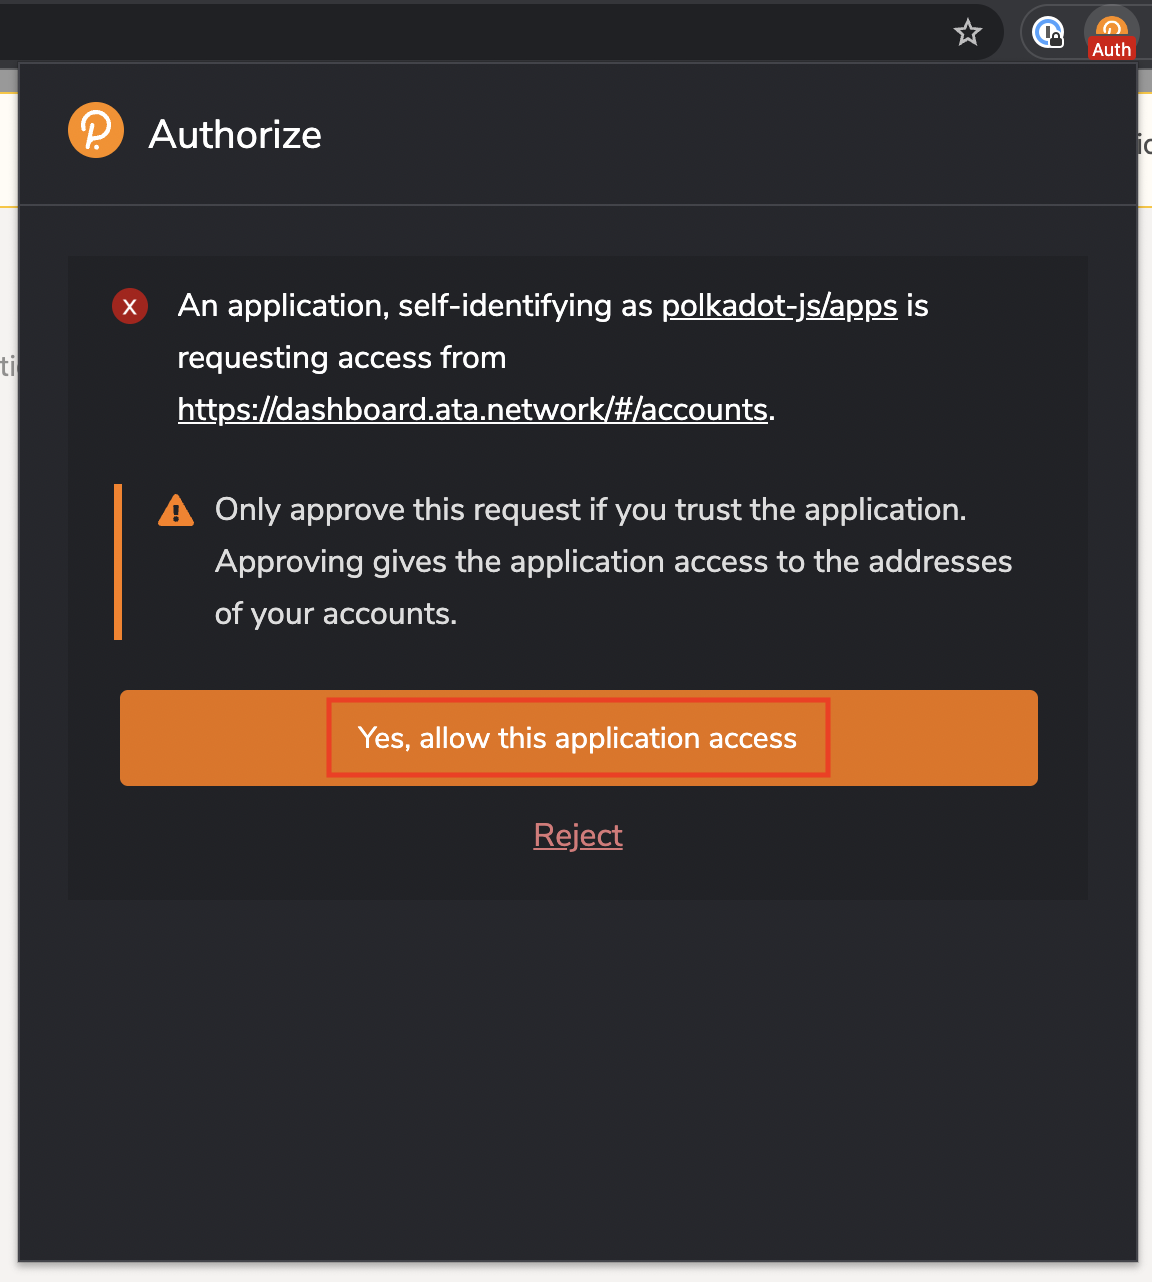 Auth
Authorize
X
An application, self-identifying as polkadot-js/apps is
requesting access from
https://dashboard.ata.network/#/accounts.
Only approve this request if you trust the application.
Approving gives the application access to the addresses
of your accounts.
Yes, allow this application access
Reject